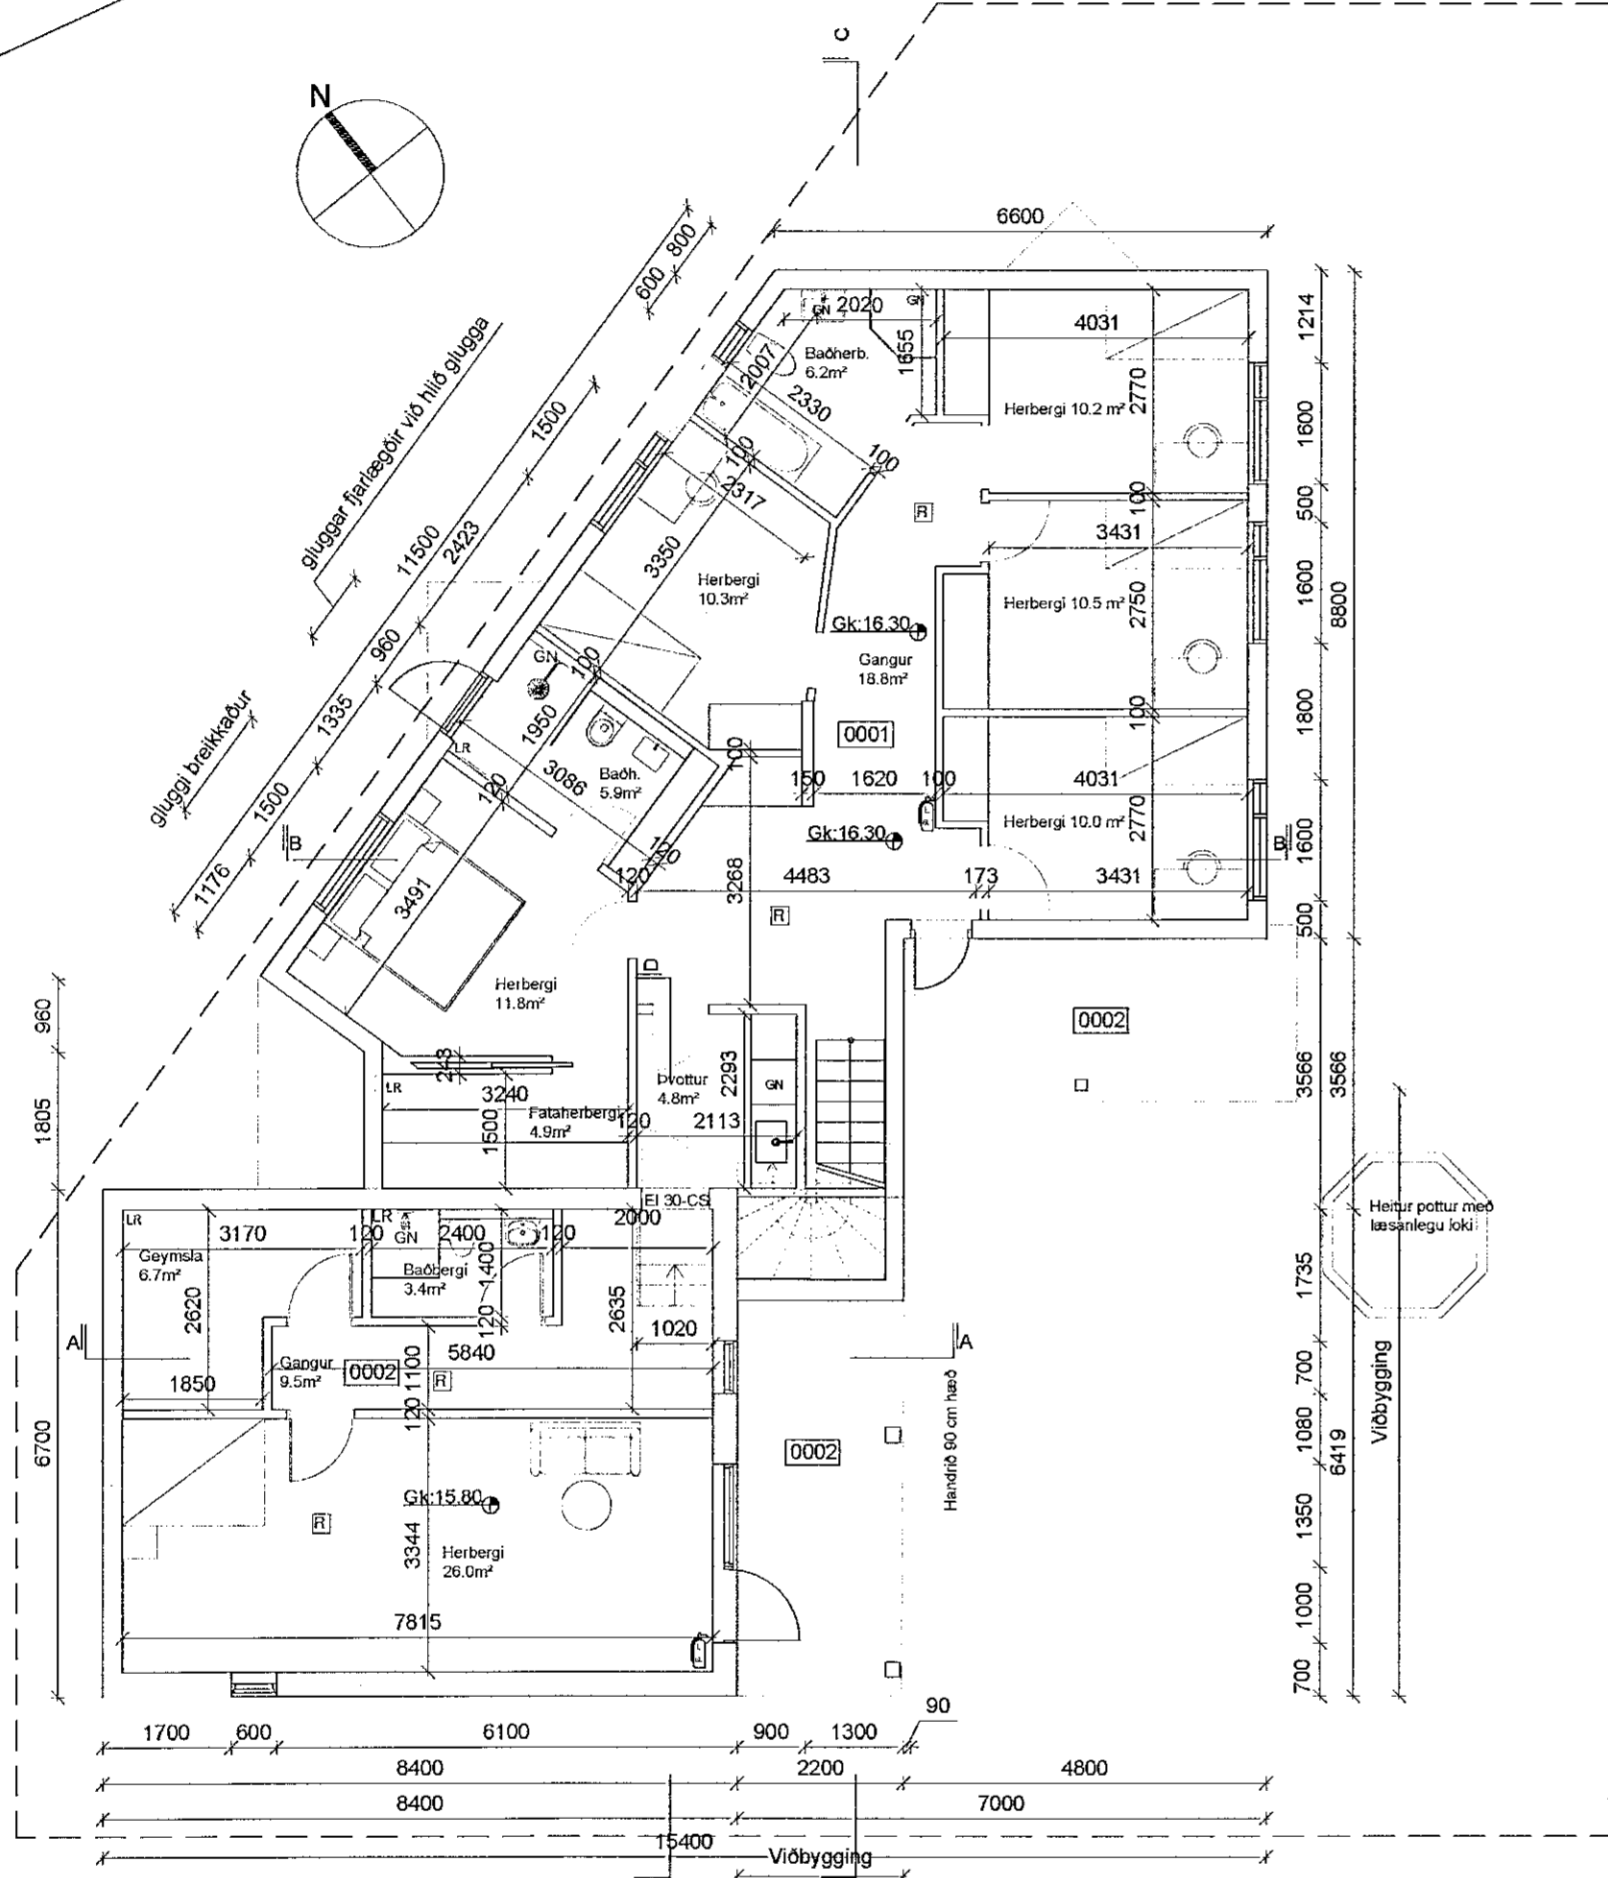 C
N
6600
800
600
gluggar fjarlægðir við hlið glugga
1500
11500
2423
960
1335
1500
1176
gluggi breikkaður
GN
2020
GN
4031
1655
Baðherb.
6.2m²
2007
2330
2770
Herbergi 10.2 m²
1214
1600
500
1600
8800
1800
1600
500
100
100
2317
R
100
3431
3350
Herbergi
10.3m²
Herbergi 10.5 m²
2750
Gk:16.30
Gangur
18.8m²
GN
100
1950
LR
3086
Baðh.
5.9m²
100
0001
100
150
1620
100
4031
120
Herbergi 10.0 m²
2770
Gk:16.30
B
B
120
120
3268
4483
173
3431
3491
R
Herbergi
11.8m²
D
0002
960
1805
248
LR
3240
1500
Fataherbergi
4.9m²
120
Þvottur
4.8m²
2293
GN
2113
3566
3566
EI 30-CS
Heitur pottur með
læsanlegu loki
LR
3170
120
LR
GN
2400
120
2000
Geymsla
6.7m²
Baðbergi
3.4m²
1400
2620
120
2635
1020
A
A
Gangur
9.5m²
0002
1100
R
5840
1850
120
6700
0002
Handrið 90 cm hæð
1735
700
1080
6419
1350
1000
700
Viðbygging
Gk:15.80
R
3344
Herbergi
26.0m²
7815
90
1700
600
6100
900
1300
8400
2200
4800
8400
7000
15400
Viðbygging